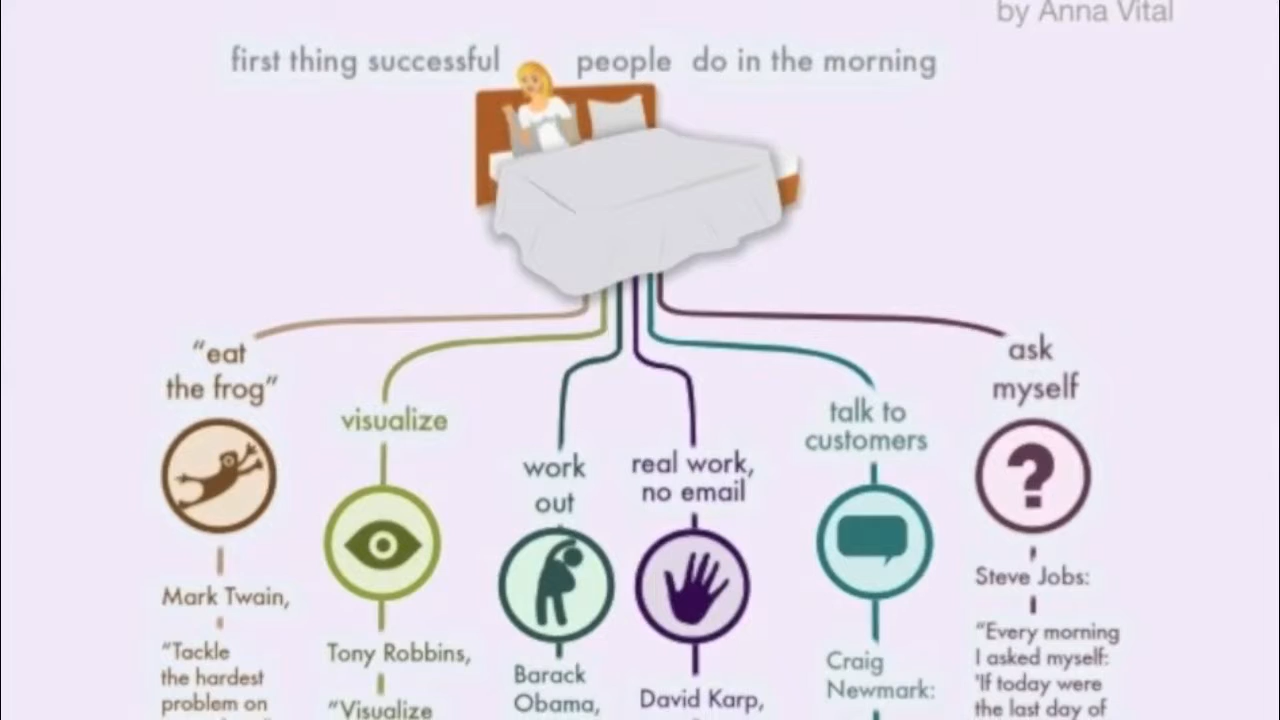 by Anna Vital
first thing successful people do in the morning
"eat
the frog"
Mark Twain,
"Tackle
the hardest
problem on
visualize
Tony Robbins,
"Visualize
work
out
Barack
Obama,
real work,
no email
David Karp,
talk to
customers
Craig
Newmark:
ask
myself
?
Steve Jobs:
"Every morning
I asked myself:
'If today were
the last day of